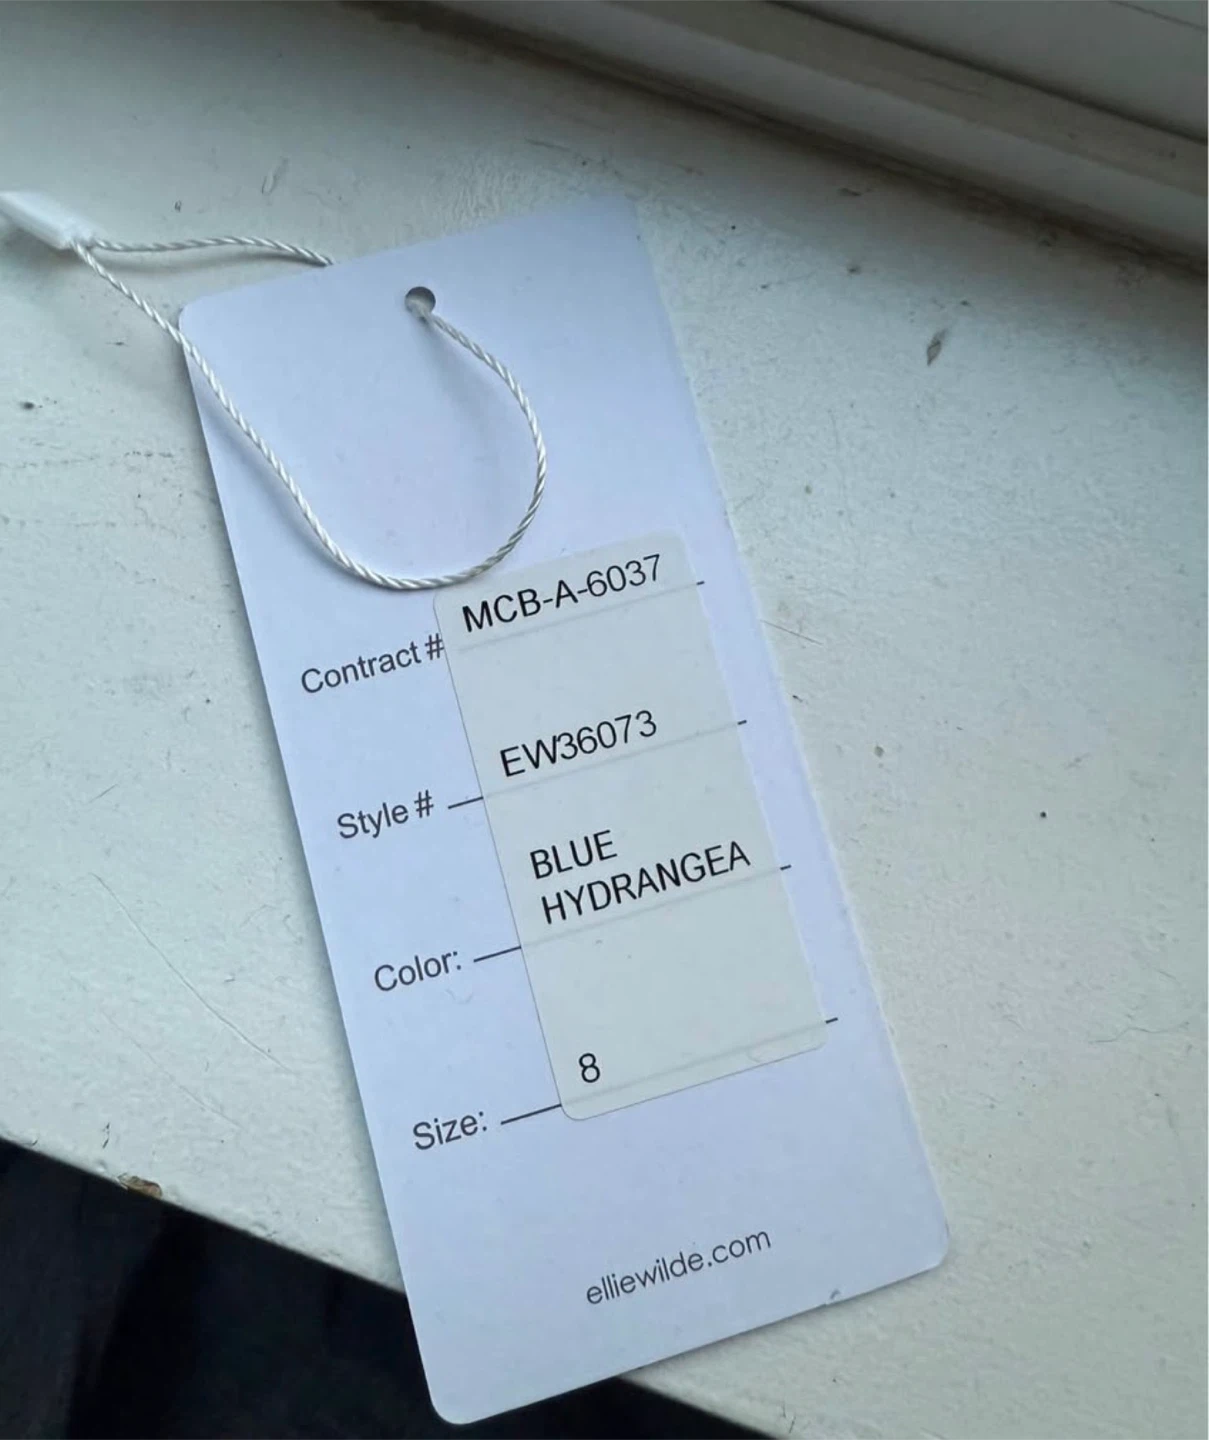 Contract # MCB-A-6037
Style # EW36073
Color: BLUE
HYDRANGEA
Size: 8
elliewilde.com